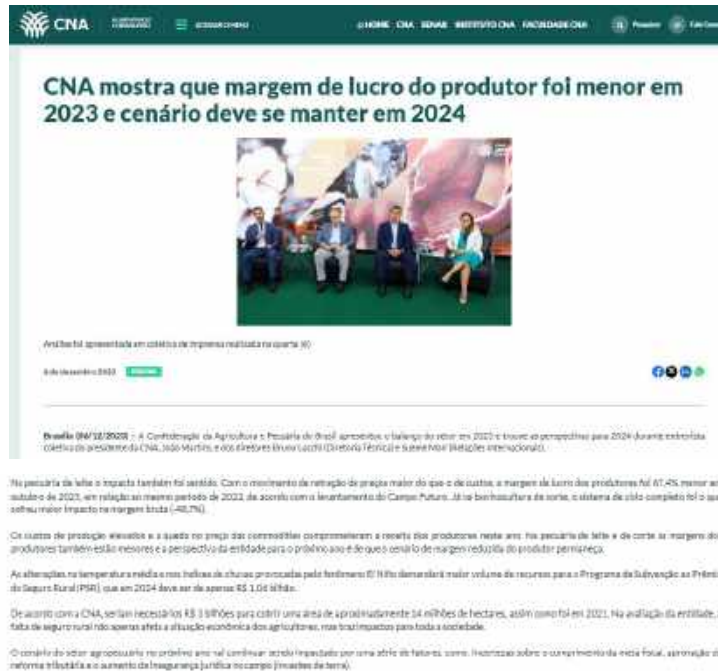 CNA
HOME CNA SENAR INSTITUTO CNA FACULDADE CNA
CNA mostra que margem de lucro do produtor foi menor em
2023 e cenário deve se manter em 2024
Análise foi apresentada em coletiva de imprensa realizada na quarta (6)
6 de dezembro 2023
Brasília (06/12/2023) – A Confederação da Agricultura e Pecuária do Brasil apresentou o balanço do setor em 2023 e trouxe as perspectivas para 2024 durante entrevista
coletiva do presidente da CNA, João Martins, e dos diretores Bruno Lucchi (Diretoria Técnica) e Sueme Mori (Relações Internacionais).
Na pecuária de leite o impacto também foi sentido. Com o movimento de retração de preços maior do que o de custos, a margem de lucro dos produtores foi 67,4% menor em
outubro de 2023, em relação ao mesmo período de 2022, de acordo com o levantamento do Campo Futuro. Já na bovinocultura de corte, o sistema de ciclo completo foi o que
sofreu maior impacto na margem bruta (-48,7%).
Os custos de produção elevados e a queda no preço das commodities comprometeram a receita dos produtores neste ano. Na pecuária de leite e de corte as margens dos
produtores também estão menores e a perspectiva da entidade para o próximo ano é de que o cenário de margem reduzida do produtor permaneça.
As alterações na temperatura média e nos índices de chuvas provocadas pelo fenômeno El Niño demandará maior volume de recursos para o Programa de Subvenção ao Prêmio
do Seguro Rural (PSR), que em 2024 deve ser de apenas R$ 1,06 bilhão.
De acordo com a CNA, seriam necessários R$ 3 bilhões para cobrir uma área de aproximadamente 14 milhões de hectares, assim como foi em 2021. Na avaliação da entidade, a
falta de seguro rural não apenas afeta a situação econômica dos agricultores, mas traz impactos para toda a sociedade.
O cenário do setor agropecuário no próximo ano vai continuar sendo impactado por uma série de fatores, como: incertezas sobre o cumprimento da meta fiscal, aprovação da
reforma tributária e o aumento da insegurança jurídica no campo (invasões de terra).